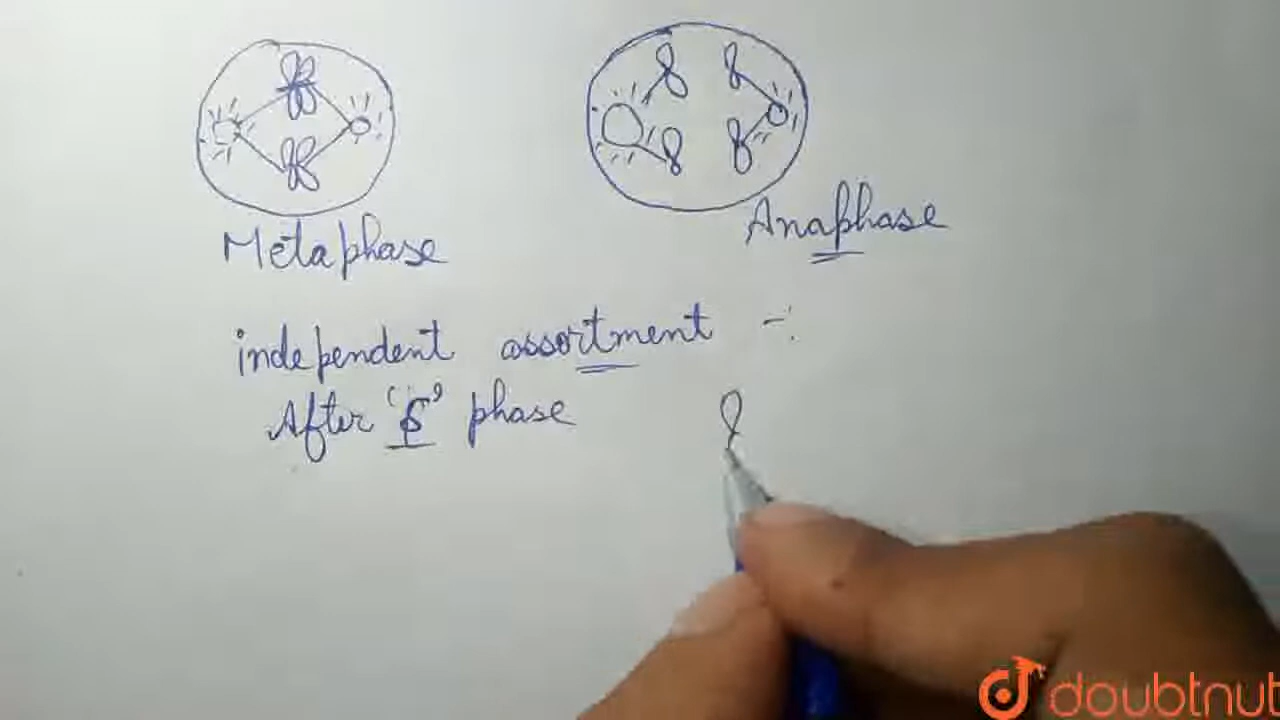 Metaphase
Anaphase
independent assortment -:
After 'S' phase
doubtnut